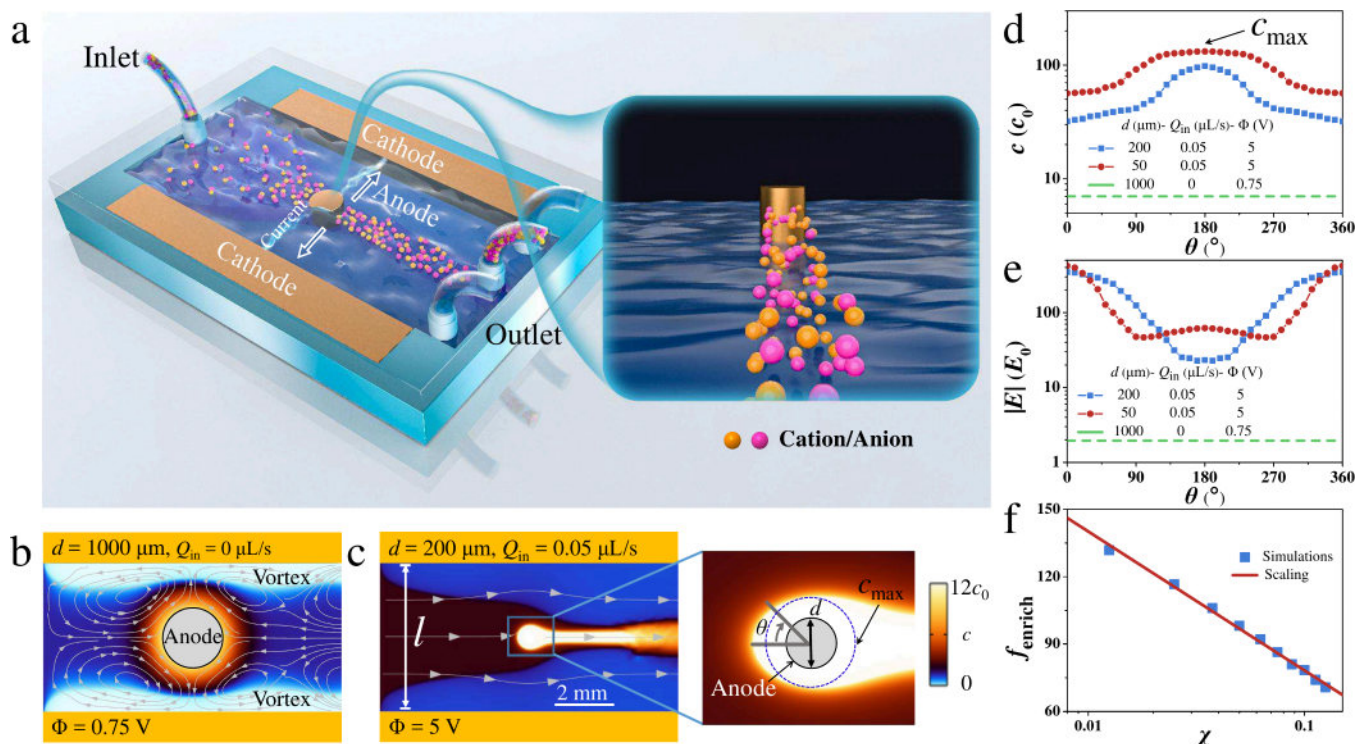 a
Inlet
Cathode
Anode
Current
Cathode
Outlet
Cation/Anion
b
d = 1000 μm, Q_in = 0 μL/s
Vortex
Anode
Vortex
Φ = 0.75 V
c
d = 200 μm, Q_in = 0.05 μL/s
l
2 mm
Φ = 5 V
θ
d
c_max
Anode
12c_0
c
0
d
c_max
100
10
c (c_0)
d (μm)- Q_in (μL/s)- Φ (V)
200 0.05 5
50 0.05 5
1000 0 0.75
0 90 180 270 360
θ (°)
e
100
10
1
|E| (E_0)
d (μm)- Q_in (μL/s)- Φ (V)
200 0.05 5
50 0.05 5
1000 0 0.75
0 90 180 270 360
θ (°)
f
150
120
90
60
f_enrich
Simulations
Scaling
0.01 0.1
χ